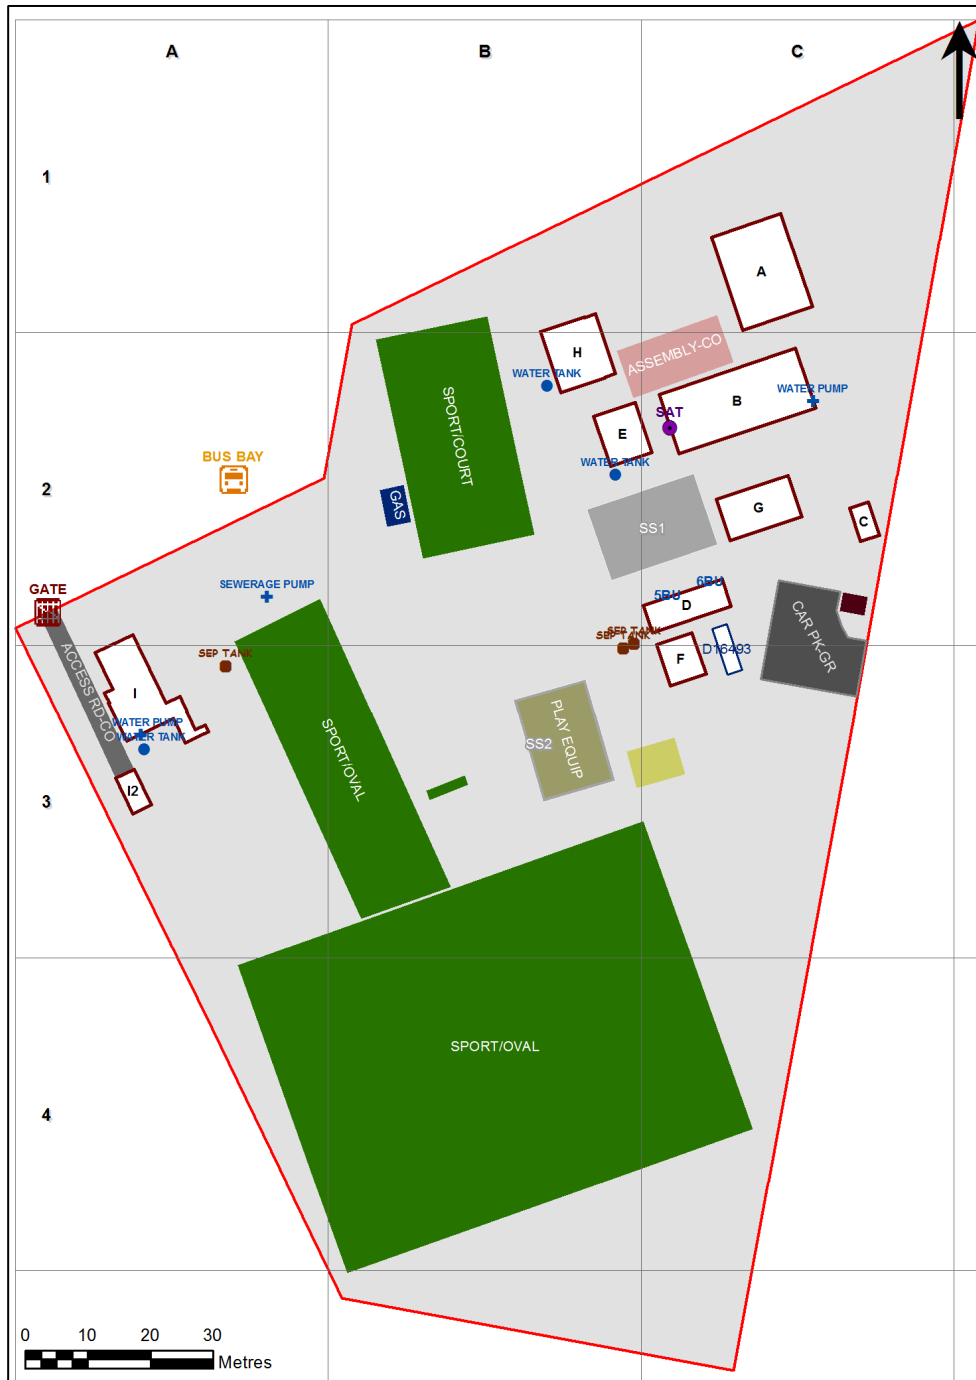 A
B
C
1
A
H
ASSEMBLY-CO
WATER TANK
WATER PUMP
B
SAT
E
SPORT/COURT
BUS BAY
WATER TANK
2
GAS
SS1
G
C
SEWERAGE PUMP
GATE
6BU
5BU
D
CAR PK-GR
SEP TANK
SEP TANK
SEP TANK
D16493
F
ACCESS RD-CO
I
WATER PUMP
WATER TANK
SS2
PLAY EQUIP
SPORT/OVAL
I2
3
SPORT/OVAL
4
0 10 20 30
Metres